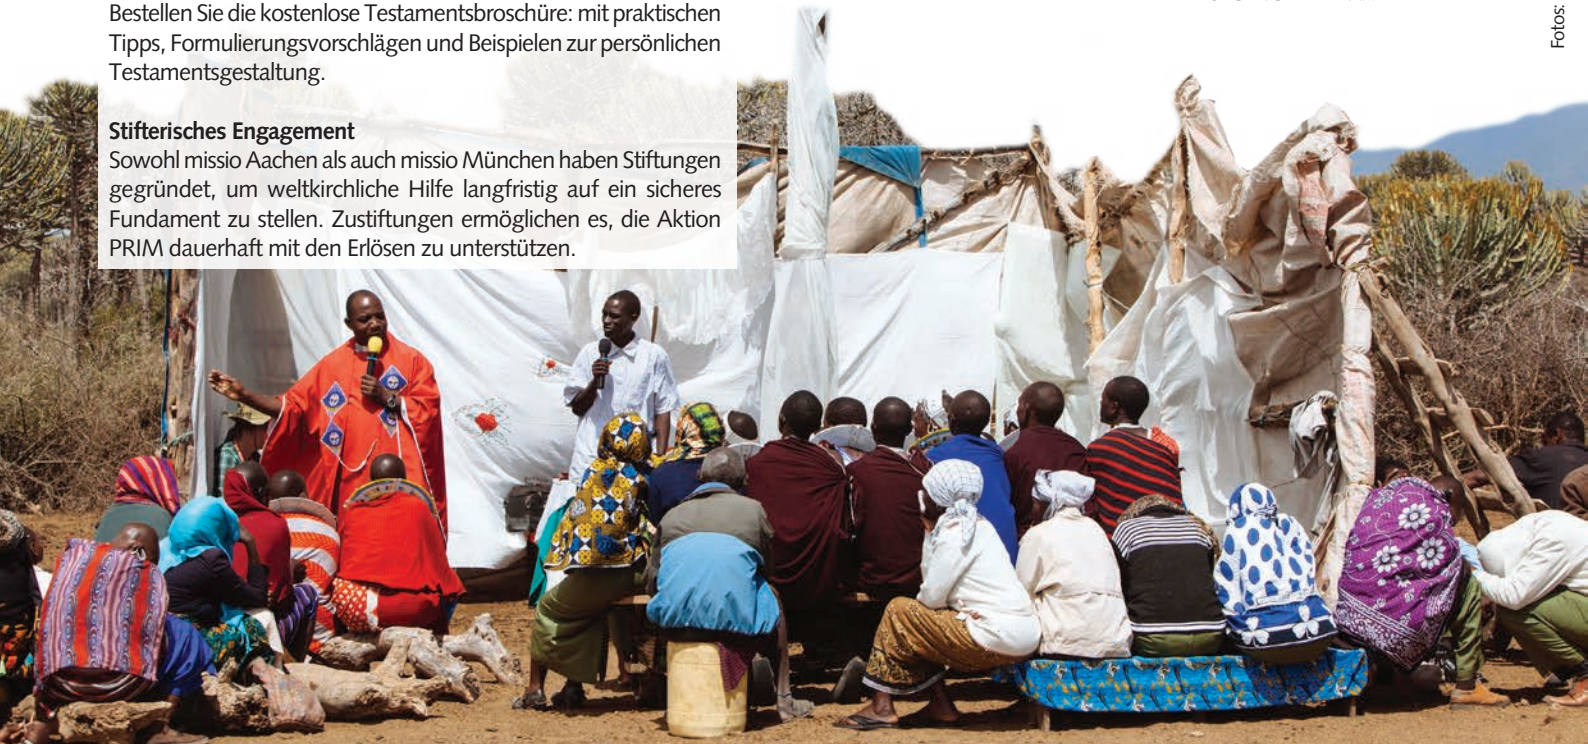 Bestellen Sie die kostenlose Testamentsbroschüre: mit praktischen
Tipps, Formulierungsvorschlägen und Beispielen zur persönlichen
Testamentsgestaltung.
Stifterisches Engagement
Sowohl missio Aachen als auch missio München haben Stiftungen
gegründet, um weltkirchliche Hilfe langfristig auf ein sicheres
Fundament zu stellen. Zustiftungen ermöglichen es, die Aktion
PRIM dauerhaft mit den Erlösen zu unterstützen.
Fotos: